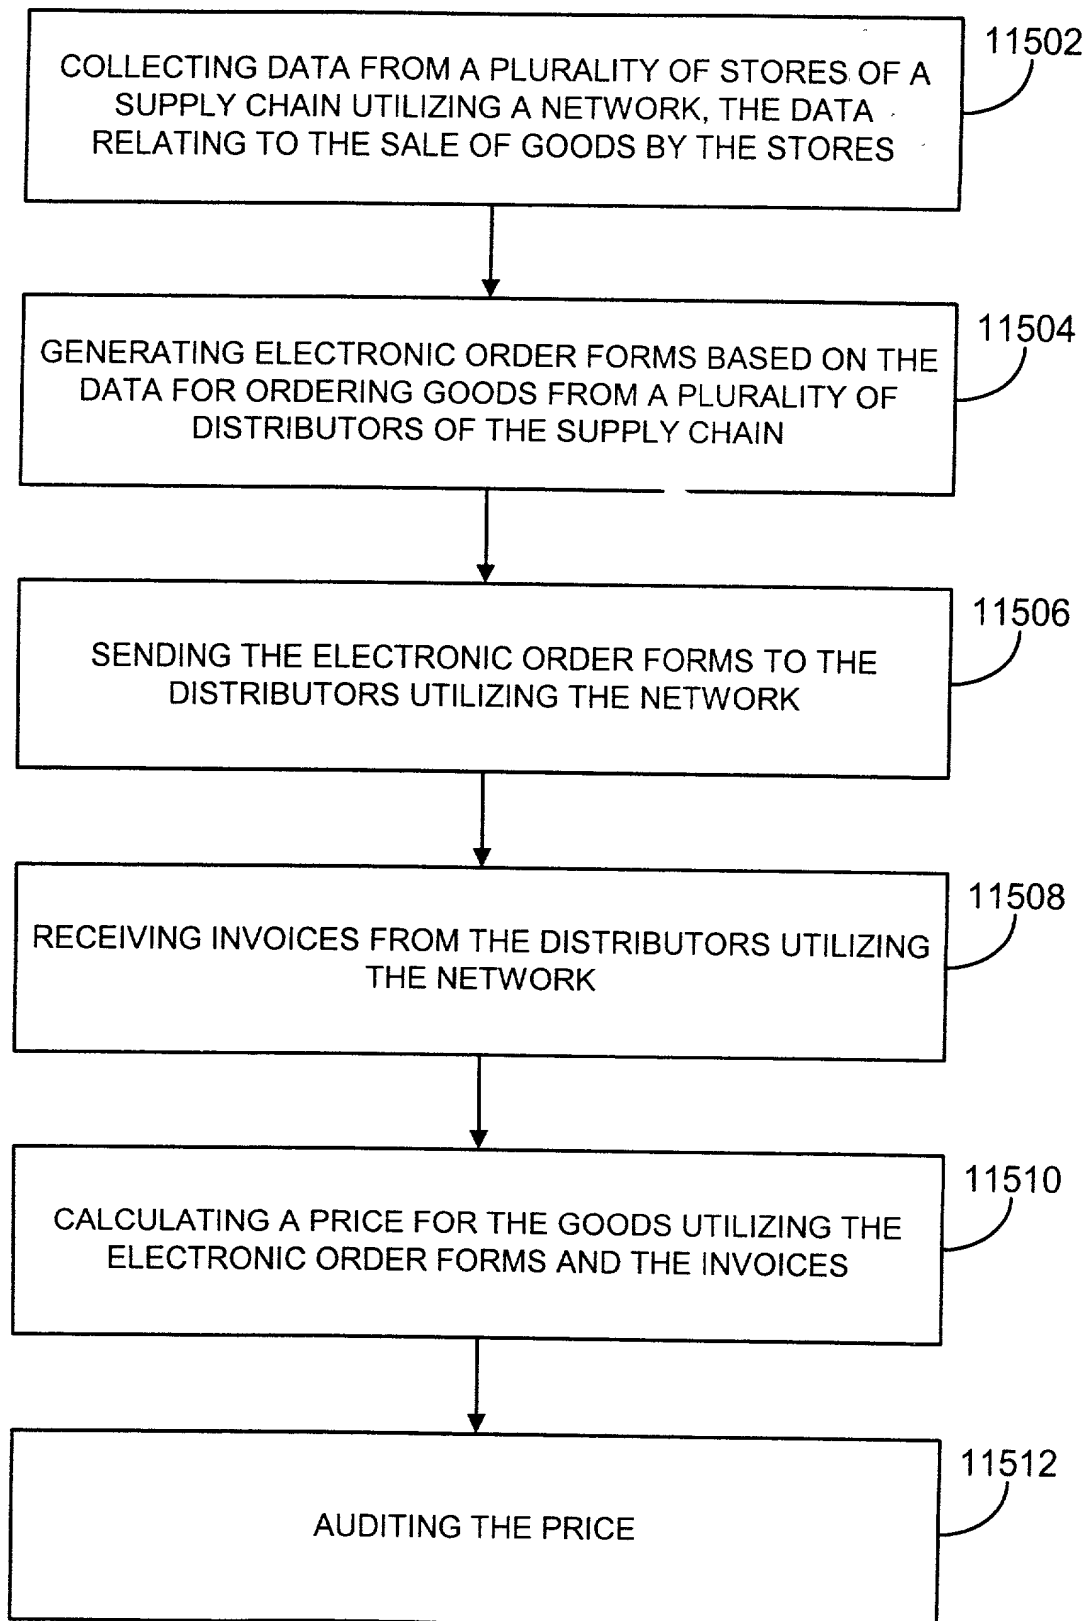 11502
COLLECTING DATA FROM A PLURALITY OF STORES OF A
SUPPLY CHAIN UTILIZING A NETWORK, THE DATA
RELATING TO THE SALE OF GOODS BY THE STORES
11504
GENERATING ELECTRONIC ORDER FORMS BASED ON THE
DATA FOR ORDERING GOODS FROM A PLURALITY OF
DISTRIBUTORS OF THE SUPPLY CHAIN
11506
SENDING THE ELECTRONIC ORDER FORMS TO THE
DISTRIBUTORS UTILIZING THE NETWORK
11508
RECEIVING INVOICES FROM THE DISTRIBUTORS UTILIZING
THE NETWORK
11510
CALCULATING A PRICE FOR THE GOODS UTILIZING THE
ELECTRONIC ORDER FORMS AND THE INVOICES
11512
AUDITING THE PRICE